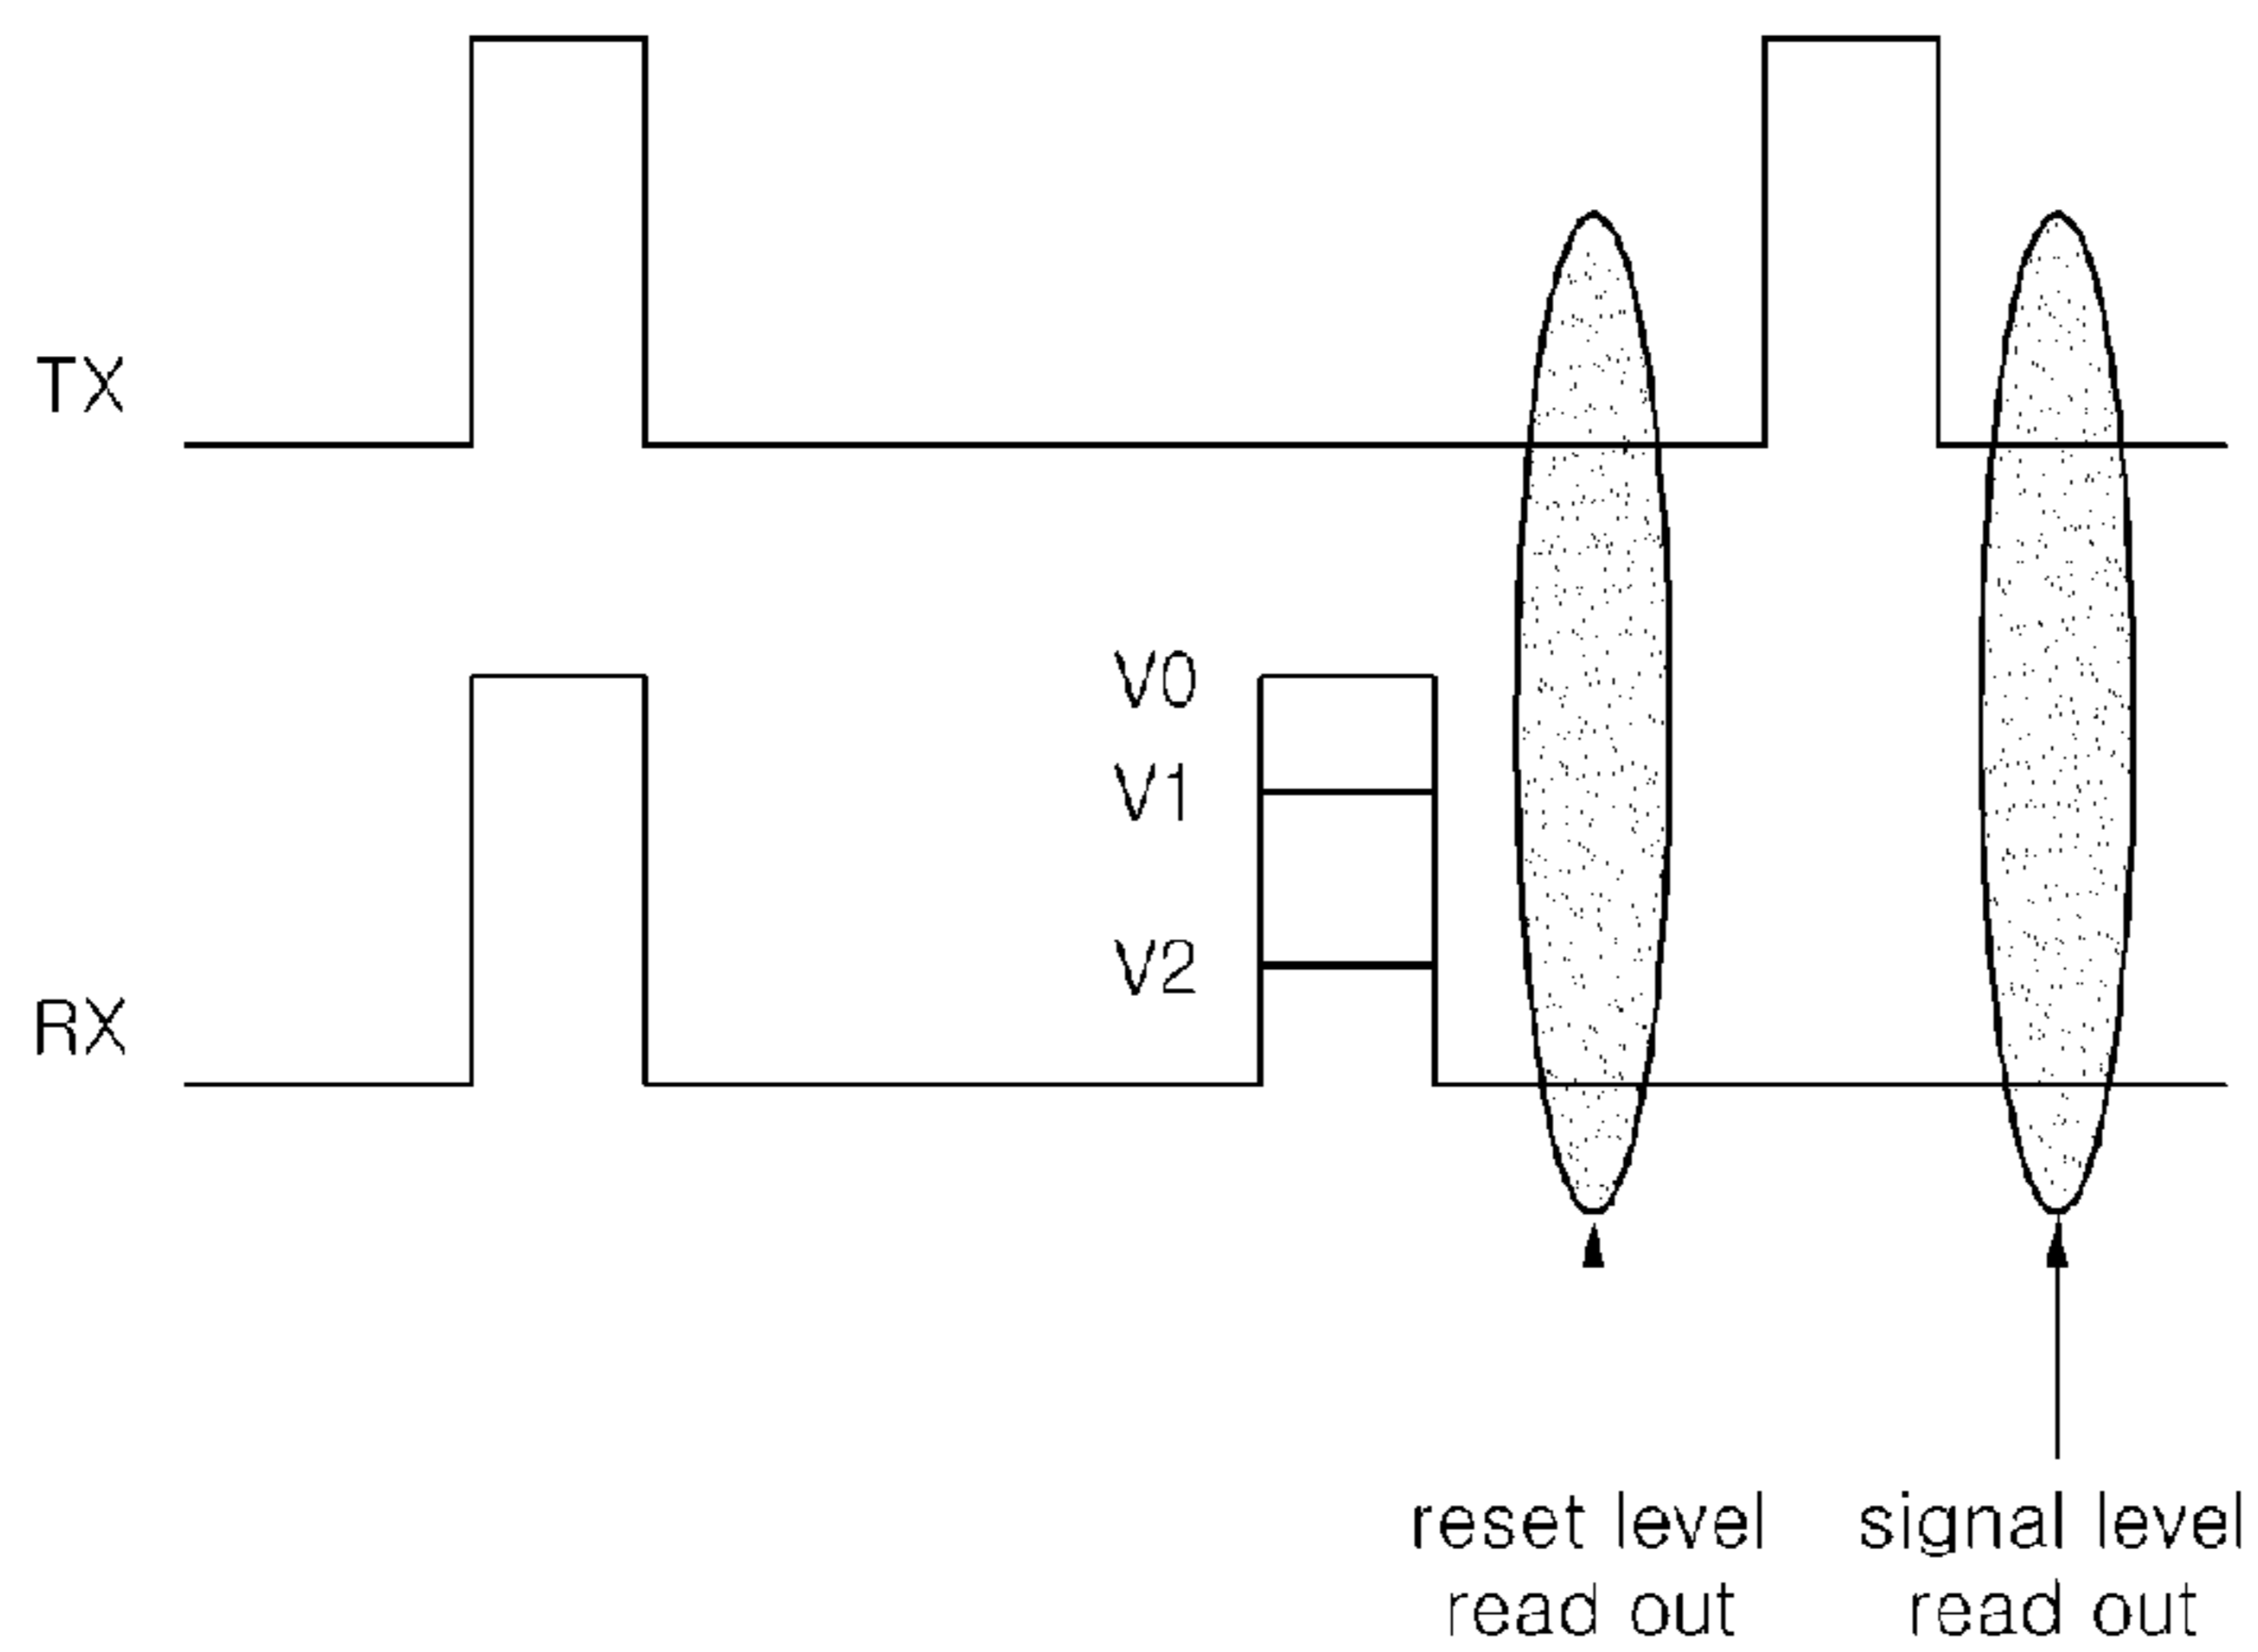 TX
V0
V1
V2
RX
reset level
read out
signal level
read out